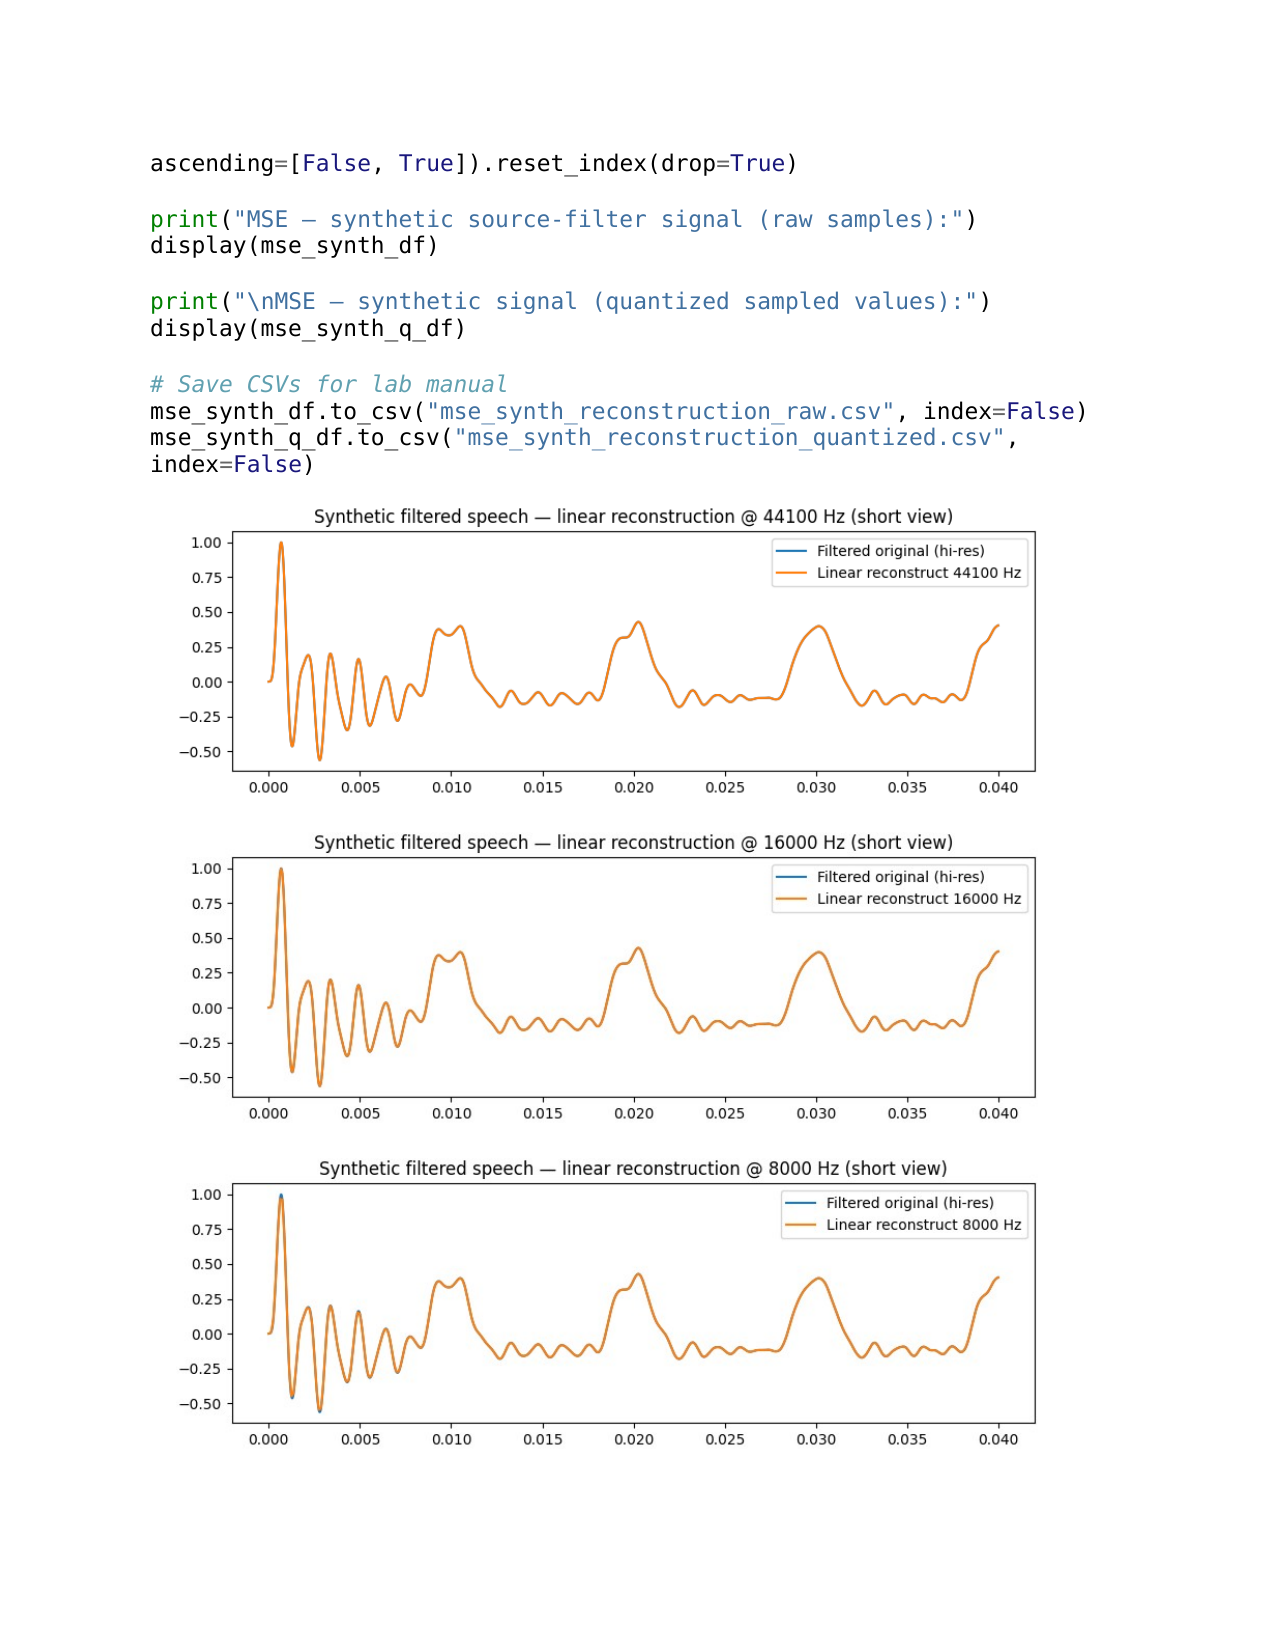 ascending=[False, True]).reset_index(drop=True)
print("MSE — synthetic source-filter signal (raw samples):")
display(mse_synth_df)
print("\nMSE — synthetic signal (quantized sampled values):")
display(mse_synth_q_df)
# Save CSVs for lab manual
mse_synth_df.to_csv("mse_synth_reconstruction_raw.csv", index=False)
mse_synth_q_df.to_csv("mse_synth_reconstruction_quantized.csv",
index=False)
Synthetic filtered speech — linear reconstruction @ 44100 Hz (short view)
1.00
0.75
0.50
0.25
0.00
−0.25
−0.50
Filtered original (hi-res)
Linear reconstruct 44100 Hz
0.000 0.005 0.010 0.015 0.020 0.025 0.030 0.035 0.040
Synthetic filtered speech — linear reconstruction @ 16000 Hz (short view)
1.00
0.75
0.50
0.25
0.00
−0.25
−0.50
Filtered original (hi-res)
Linear reconstruct 16000 Hz
0.000 0.005 0.010 0.015 0.020 0.025 0.030 0.035 0.040
Synthetic filtered speech — linear reconstruction @ 8000 Hz (short view)
1.00
0.75
0.50
0.25
0.00
−0.25
−0.50
Filtered original (hi-res)
Linear reconstruct 8000 Hz
0.000 0.005 0.010 0.015 0.020 0.025 0.030 0.035 0.040